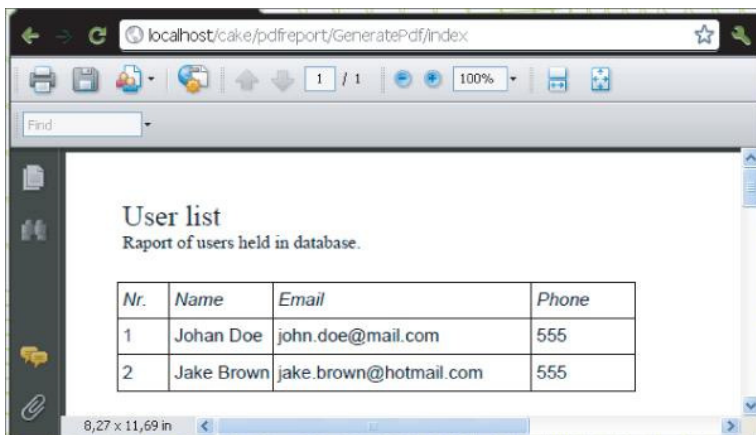 localhost/cake/pdfreport/GeneratePdf/index
1 / 1 100%
Find
User list
Raport of users held in database.
Nr. Name Email Phone
1 Johan Doe john.doe@mail.com 555
2 Jake Brown jake.brown@hotmail.com 555
8,27 x 11,69 in